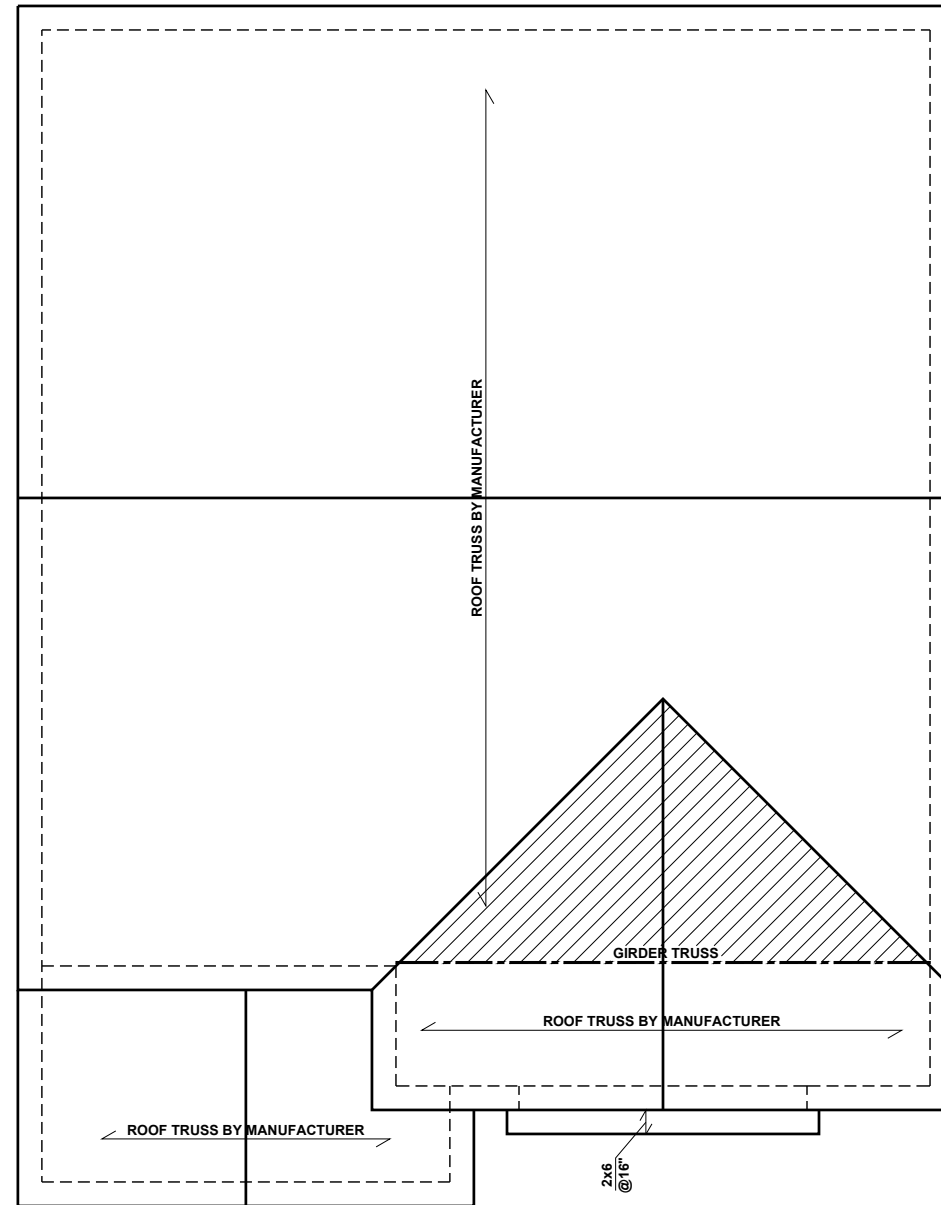 ROOF TRUSS BY MANUFACTURER
GIRDER TRUSS
ROOF TRUSS BY MANUFACTURER
ROOF TRUSS BY MANUFACTURER
2x6
@16"